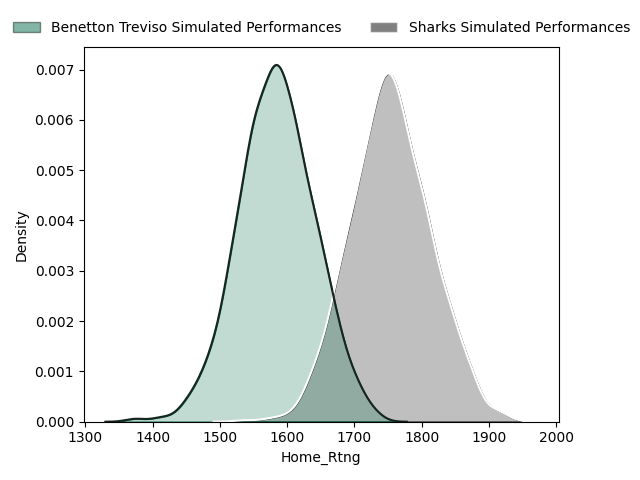 Benetton Treviso Simulated Performances
Sharks Simulated Performances
0.007
0.006
0.005
0.004
0.003
0.002
0.001
0.000
Density
1300 1400 1500 1600 1700 1800 1900 2000
Home_Rtng